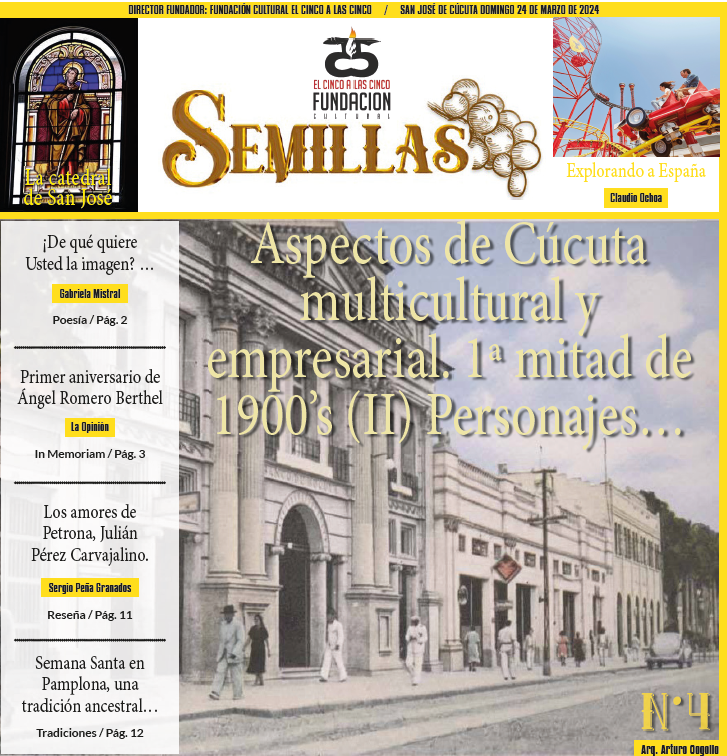 DIRECTOR FUNDADOR: FUNDACIÓN CULTURAL EL CINCO A LAS CINCO / SAN JOSÉ DE CÚCUTA DOMINGO 24 DE MARZO DE 2024
La catedral
de San José
EL CINCO A LAS CINCO
FUNDACION
CULTURAL
SEMILLAS
Explorando a España
Claudio Ochoa
¡De qué quiere
Usted la imagen? …
Gabriela Mistral
Poesía / Pág. 2
Primer aniversario de
Ángel Romero Berthel
La Opinión
In Memoriam / Pág. 3
Los amores de
Petrona, Julián
Pérez Carvajalino.
Sergio Peña Granados
Reseña / Pág. 11
Semana Santa en
Pamplona, una
tradición ancestral…
Tradiciones / Pág. 12
Aspectos de Cúcuta
multicultural y
empresarial. 1ª mitad de
1900’s (II) Personajes…
N°4
Arq. Arturo Cogollo